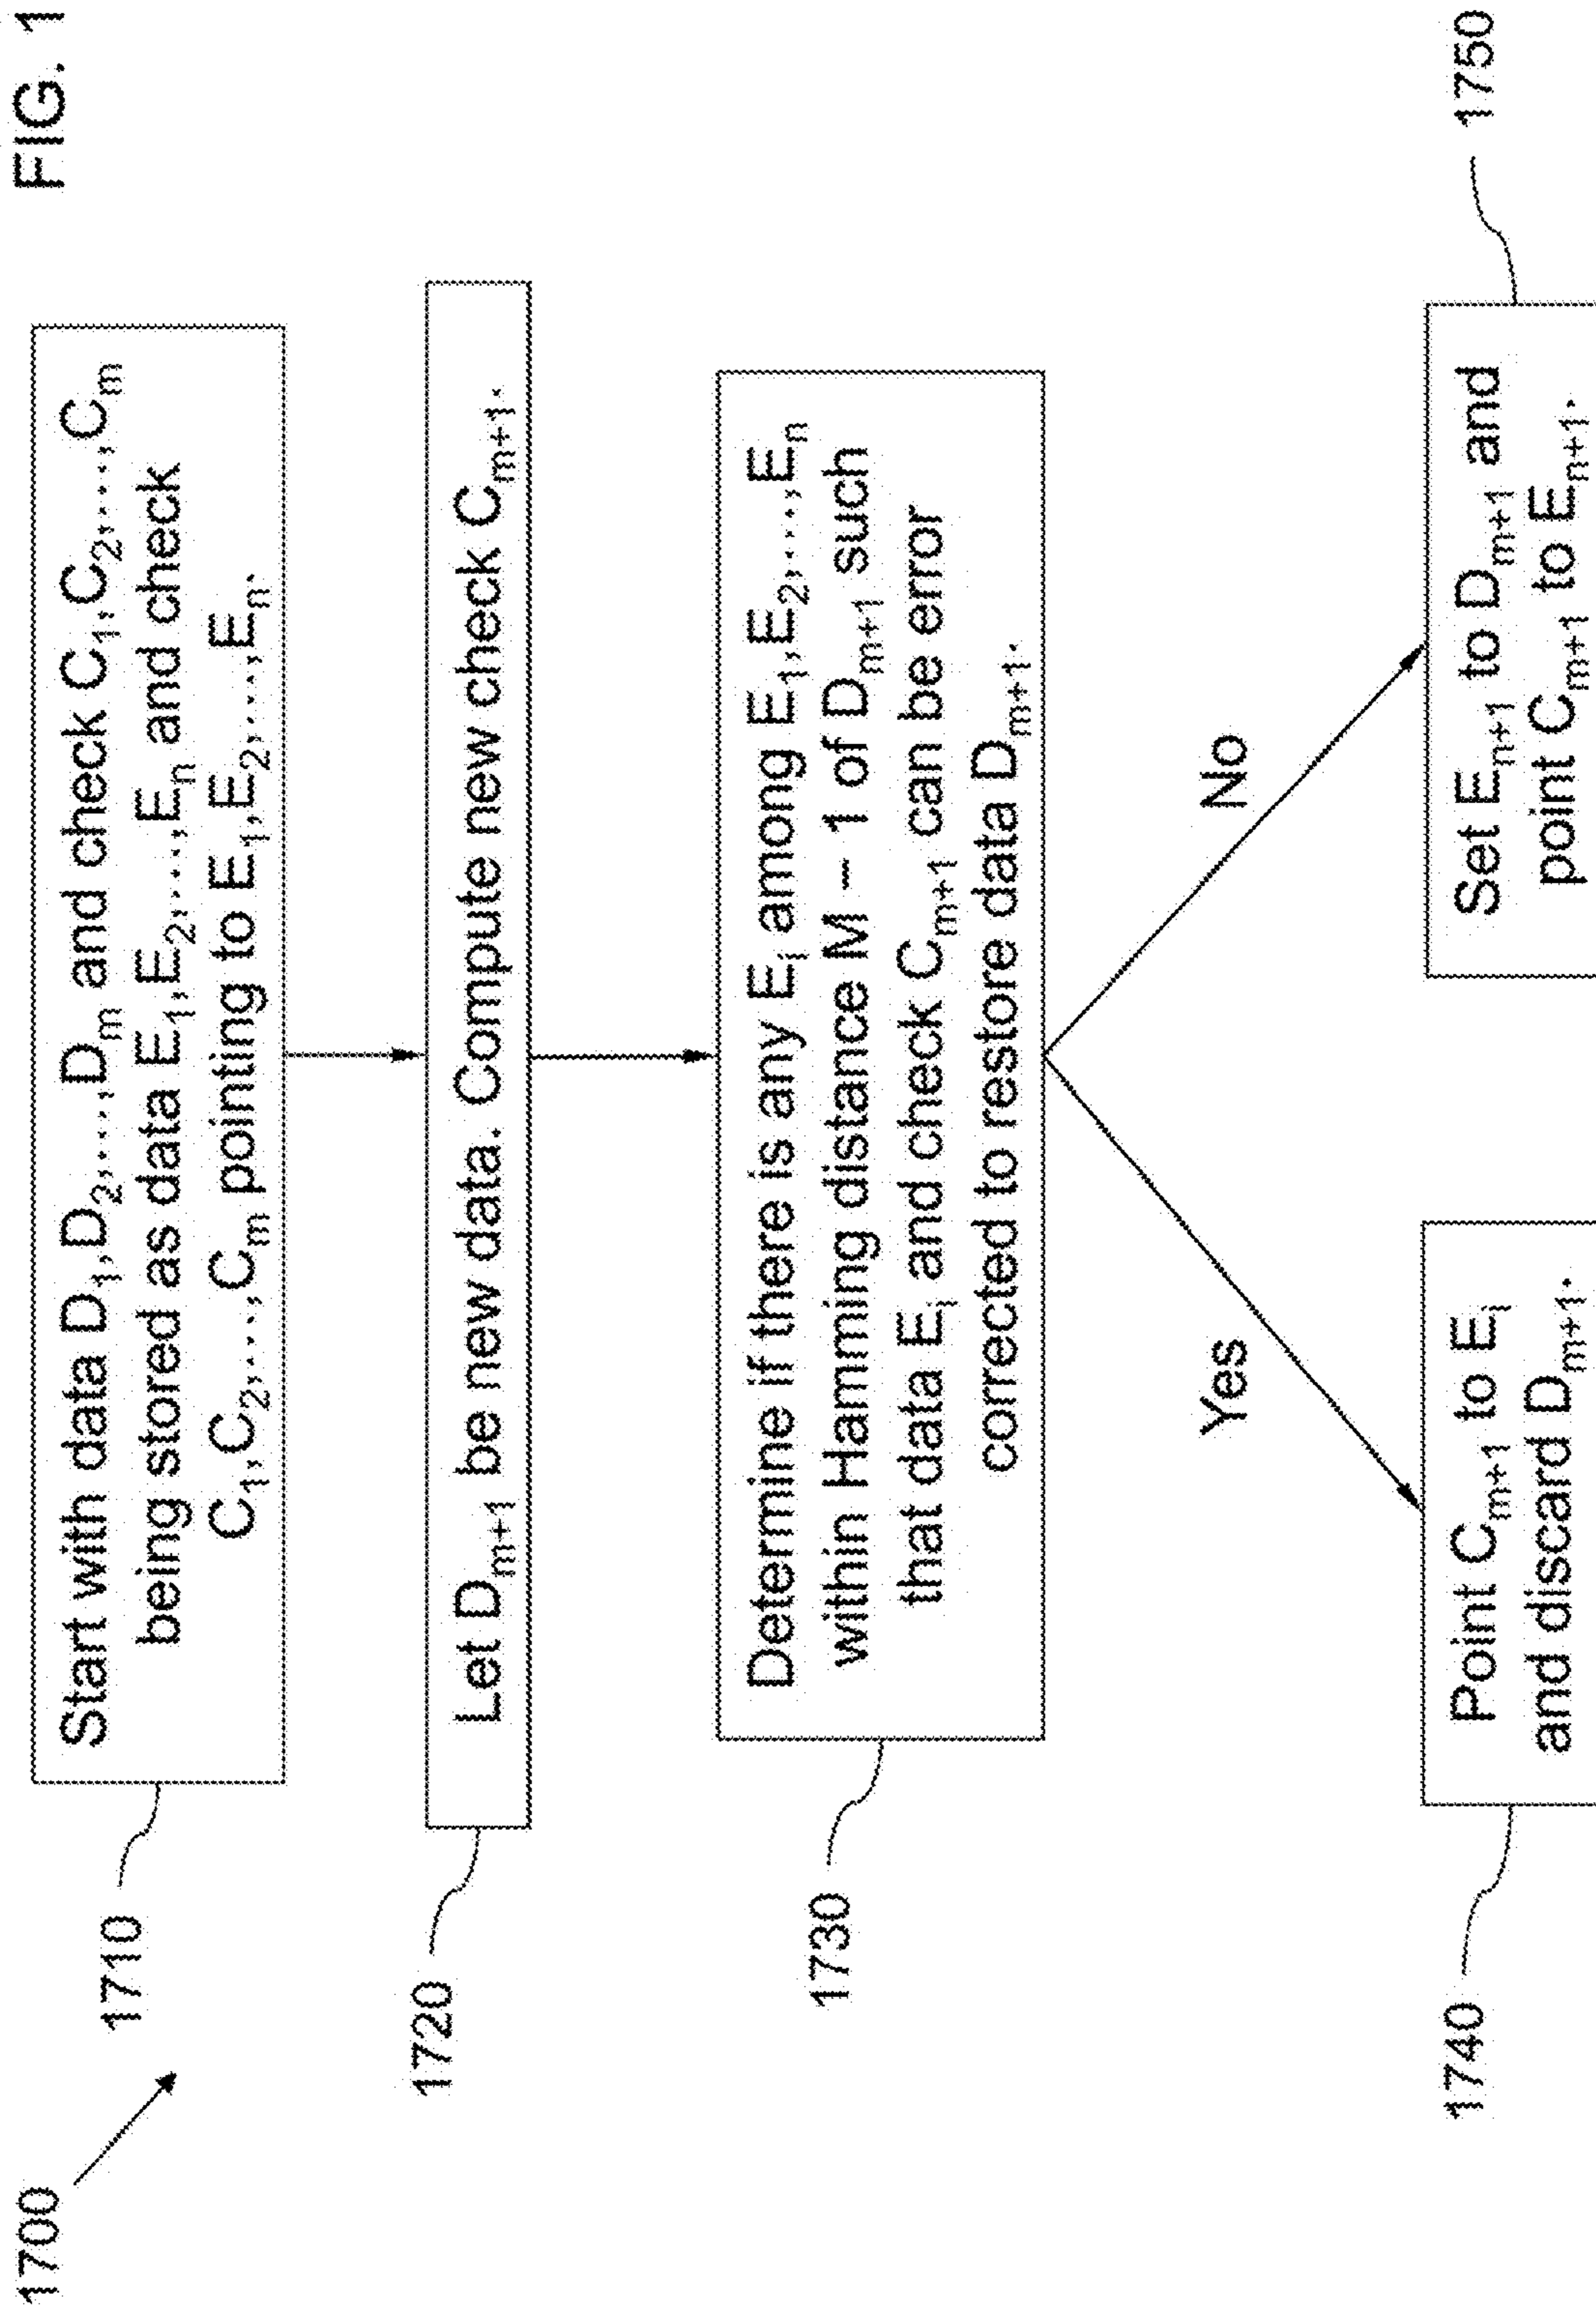 FIG. 1
1700
1710
Start with data D₁,D₂,...,Dₘ and check C₁,C₂,...,Cₘ
being stored as data E₁,E₂,...,Eₙ and check
C₁,C₂,...,Cₘ pointing to E₁,E₂,...,Eₙ.
1720
Let Dₘ₊₁ be new data. Compute new check Cₘ₊₁.
1730
Determine if there is any Eᵢ among E₁,E₂,...,Eₙ
within Hamming distance M – 1 of Dₘ₊₁ such
that data Eᵢ and check Cₘ₊₁ can be error
corrected to restore data Dₘ₊₁.
Yes
No
1740
Point Cₘ₊₁ to Eᵢ
and discard Dₘ₊₁.
1750
Set Eₙ₊₁ to Dₘ₊₁ and
point Cₘ₊₁ to Eₙ₊₁.